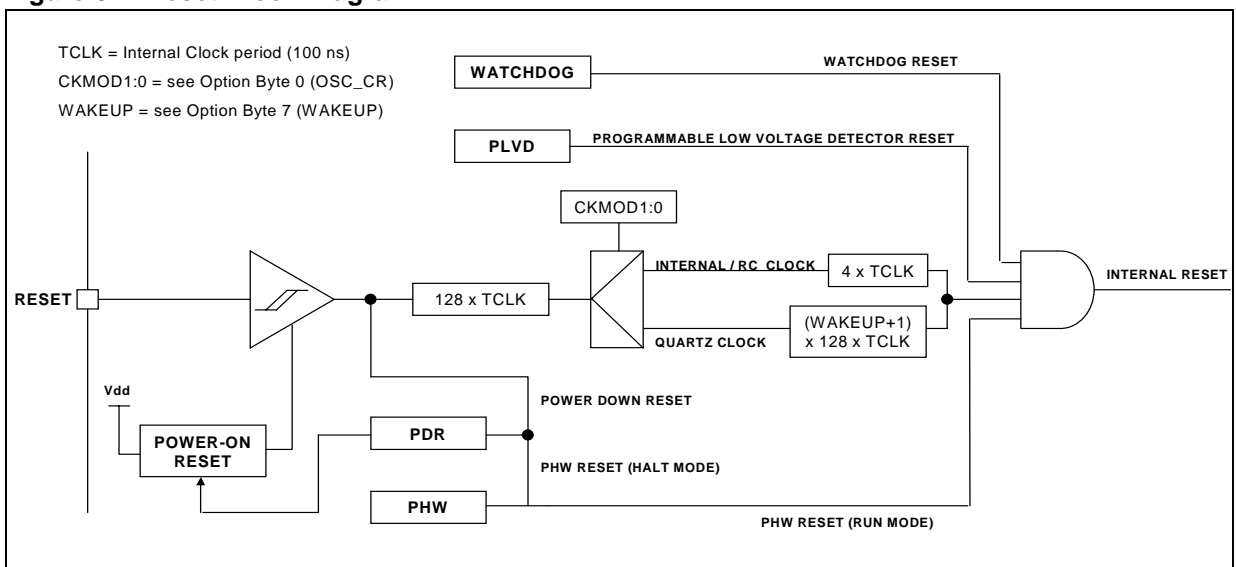 TCLK = Internal Clock period (100 ns)
CKMOD1:0 = see Option Byte 0 (OSC_CR)
WAKEUP = see Option Byte 7 (WAKEUP)
WATCHDOG
WATCHDOG RESET
PLVD
PROGRAMMABLE LOW VOLTAGE DETECTOR RESET
CKMOD1:0
RESET
128 x TCLK
INTERNAL / RC CLOCK
4 x TCLK
QUARTZ CLOCK
(WAKEUP+1)
x 128 x TCLK
INTERNAL RESET
Vdd
POWER-ON
RESET
POWER DOWN RESET
PDR
PHW RESET (HALT MODE)
PHW
PHW RESET (RUN MODE)